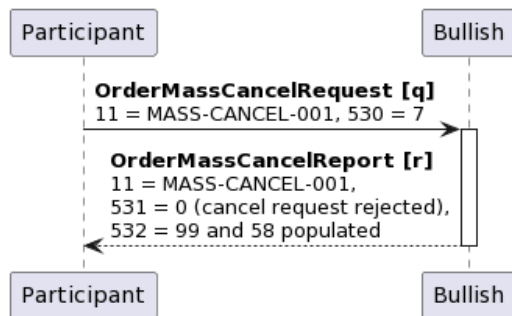 Participant
Bullish
OrderMassCancelRequest [q]
11 = MASS-CANCEL-001, 530 = 7
OrderMassCancelReport [r]
11 = MASS-CANCEL-001,
531 = 0 (cancel request rejected),
532 = 99 and 58 populated
Participant
Bullish